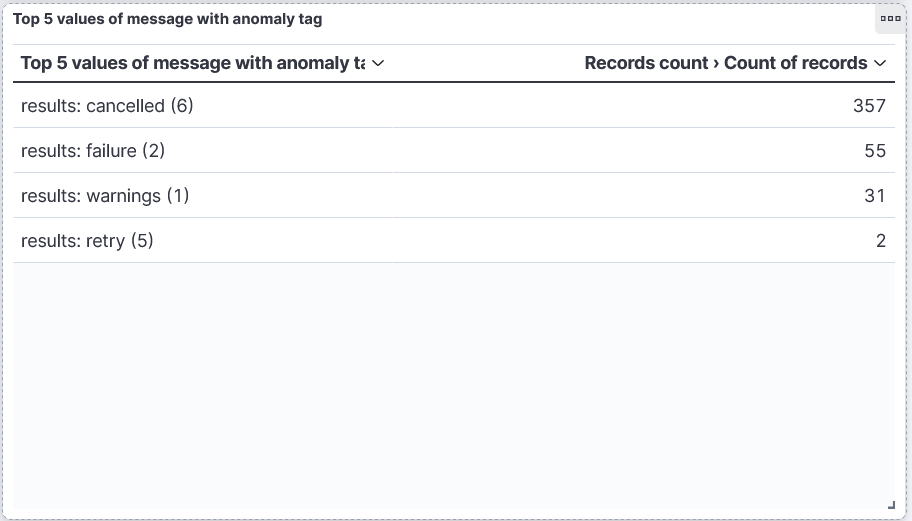 Top 5 values of message with anomaly tag
Top 5 values of message with anomaly ta
Records count › Count of records
results: cancelled (6) 357
results: failure (2) 55
results: warnings (1) 31
results: retry (5) 2